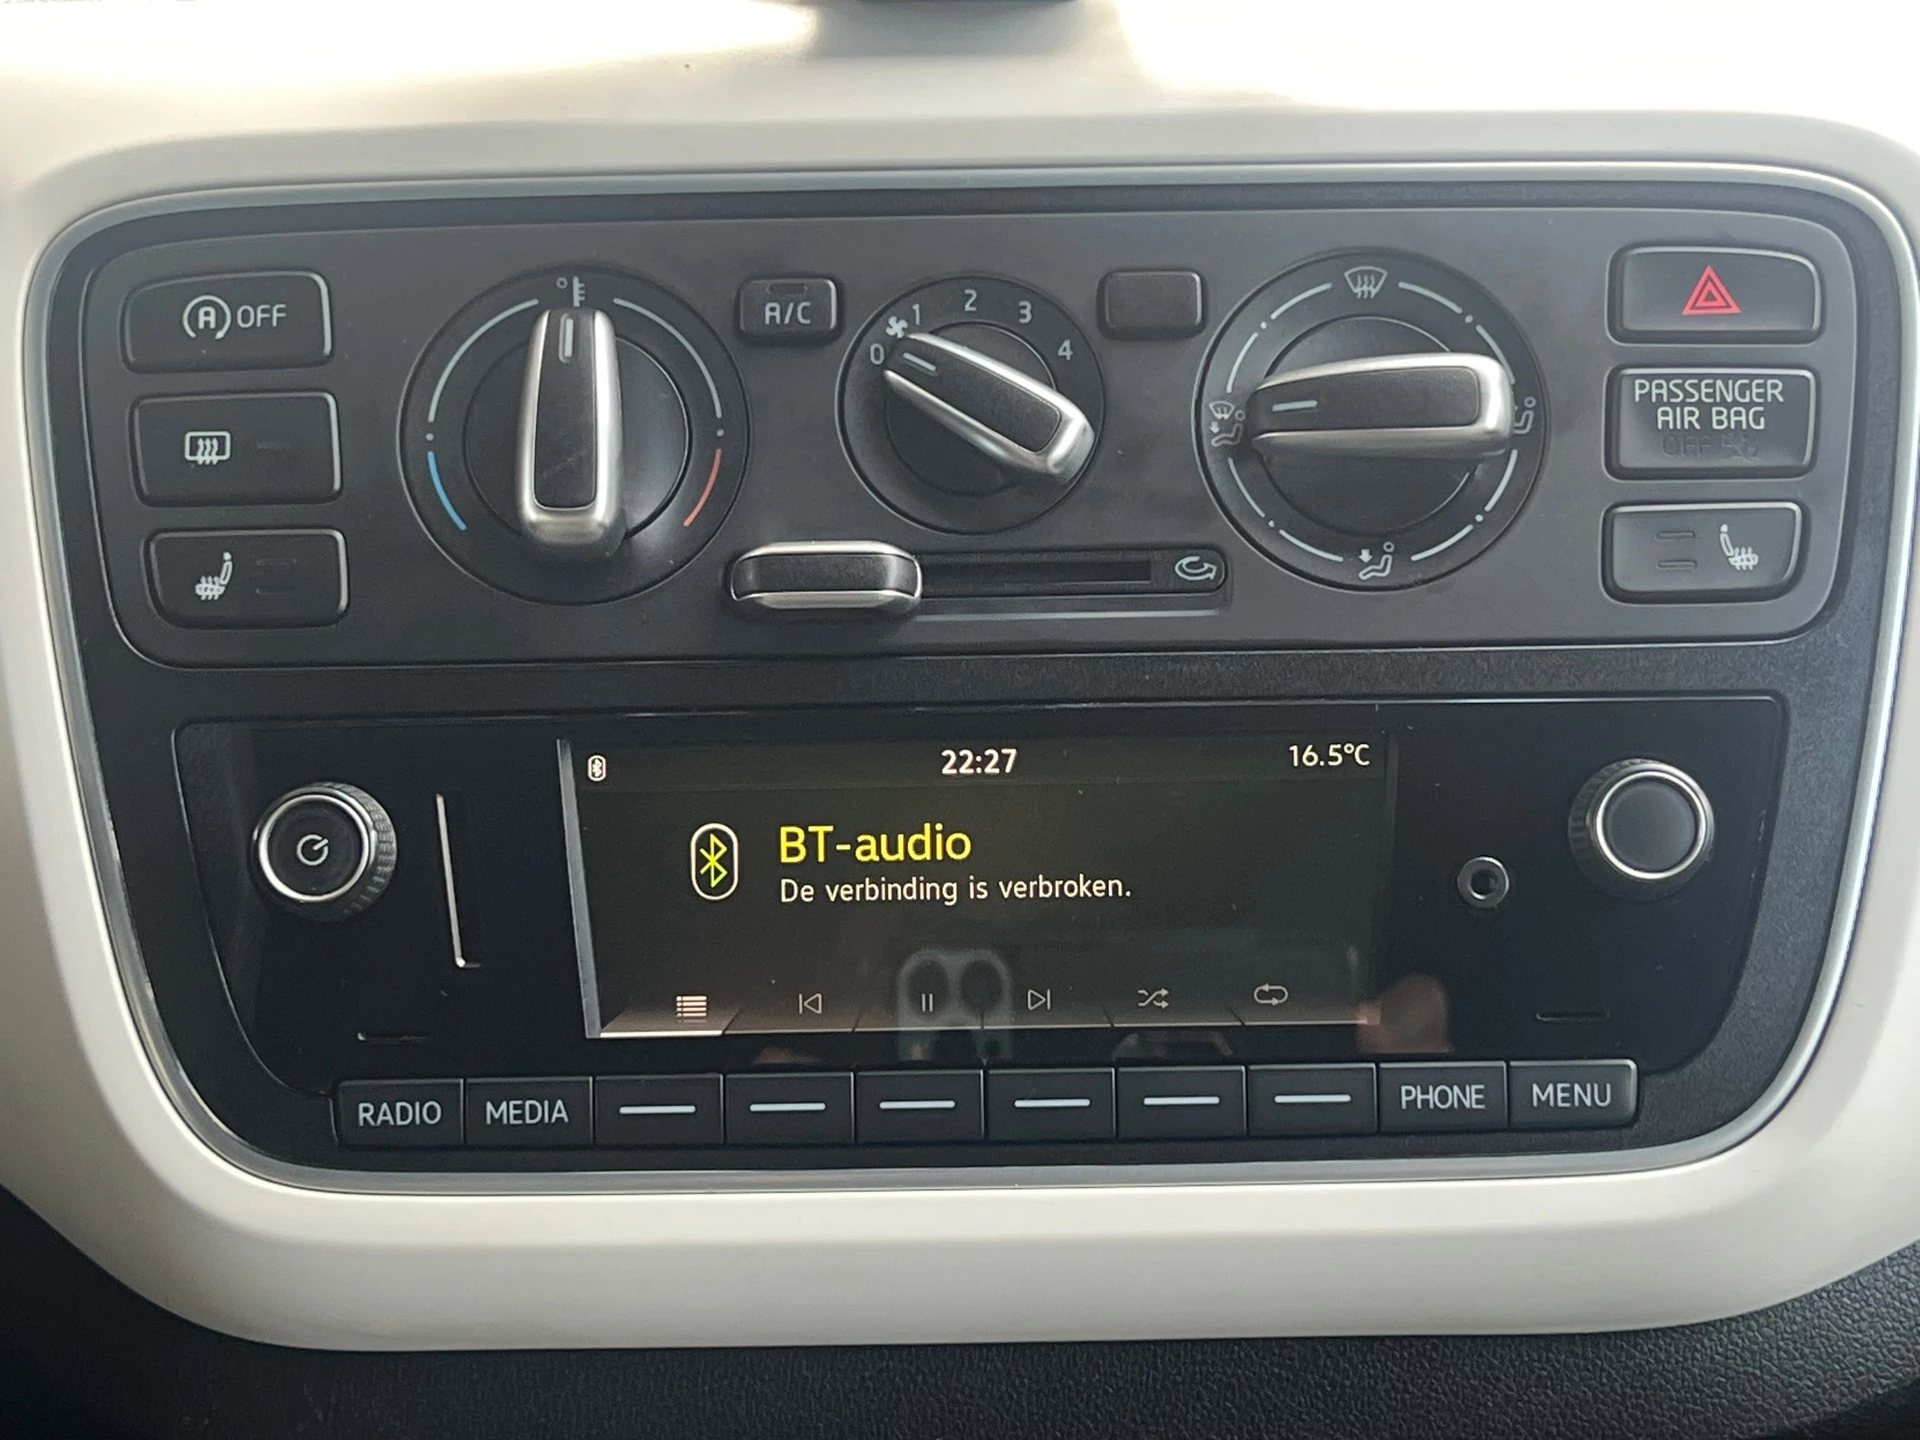 OFF
A/C
0 1 2 3 4
PASSENGER
AIR BAG
OFF
22:27
16.5°C
BT-audio
De verbinding is verbroken.
RADIO
MEDIA
PHONE
MENU